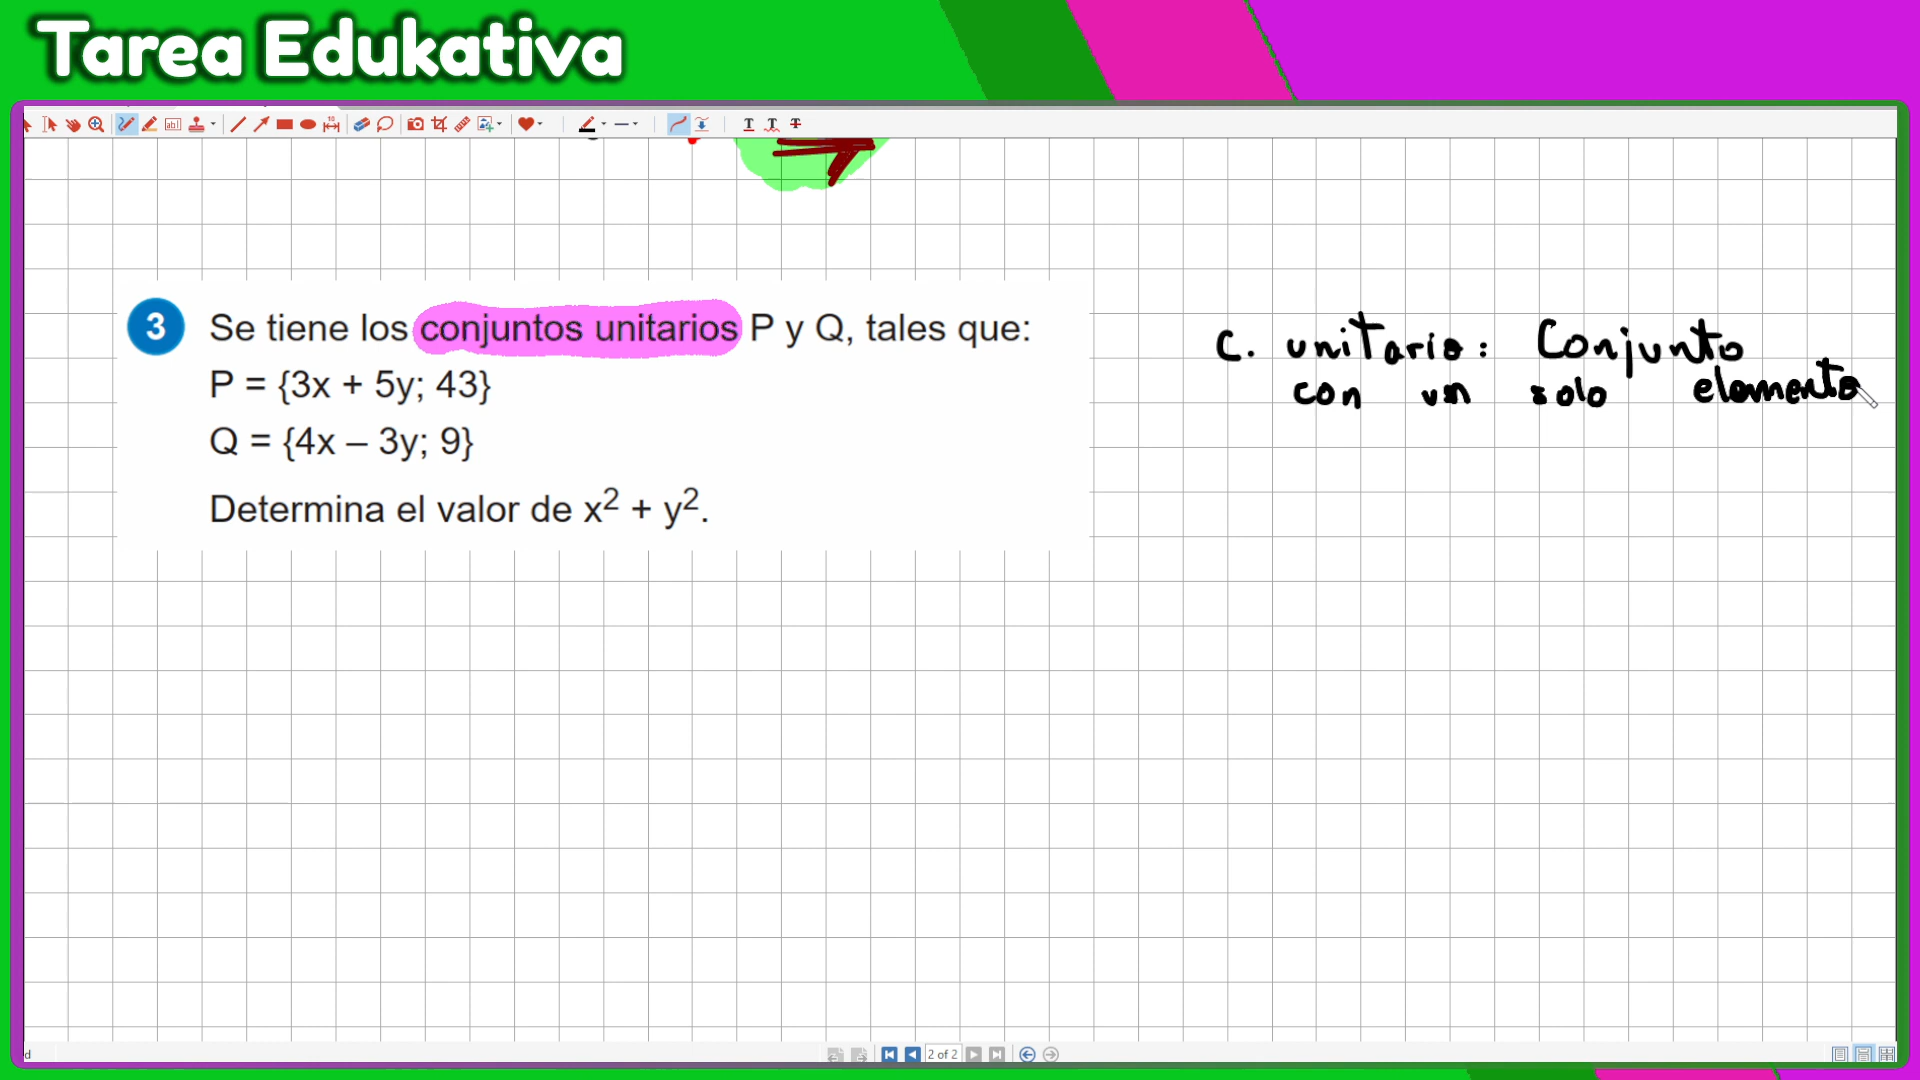 Tarea Edukativa
3 Se tiene los conjuntos unitarios P y Q, tales que:
P = {3x + 5y; 43}
Q = {4x – 3y; 9}
Determina el valor de x² + y².
C. unitario: Conjunto
con un solo elemento
2 of 2